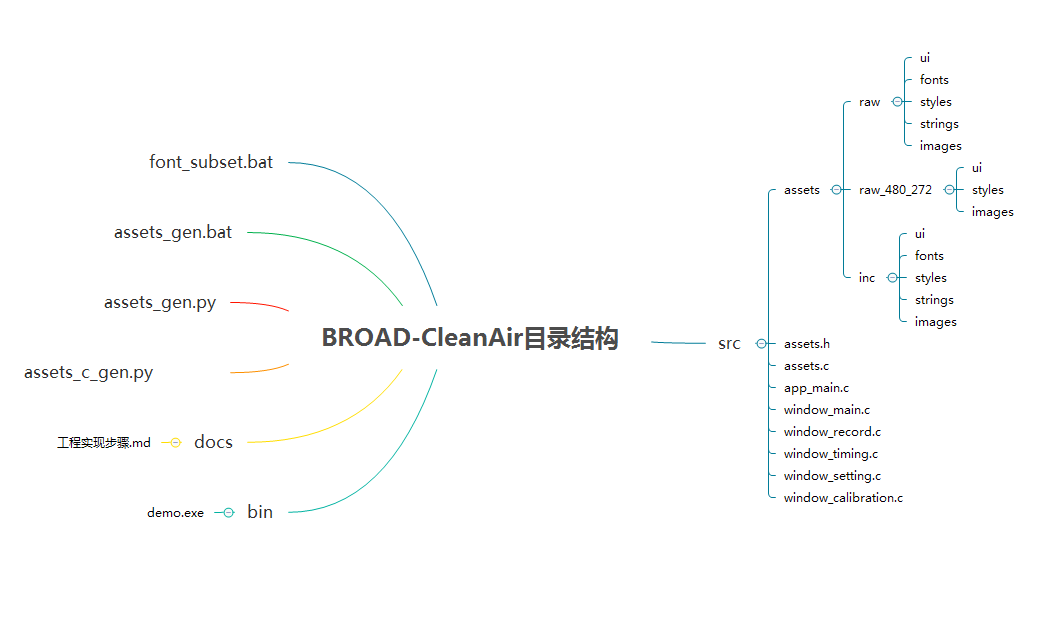 BROAD-CleanAir目录结构
font_subset.bat
assets_gen.bat
assets_gen.py
assets_c_gen.py
docs
工程实现步骤.md
bin
demo.exe
src
assets
raw
ui
fonts
styles
strings
images
raw_480_272
ui
styles
images
inc
ui
fonts
styles
strings
images
assets.h
assets.c
app_main.c
window_main.c
window_record.c
window_timing.c
window_setting.c
window_calibration.c